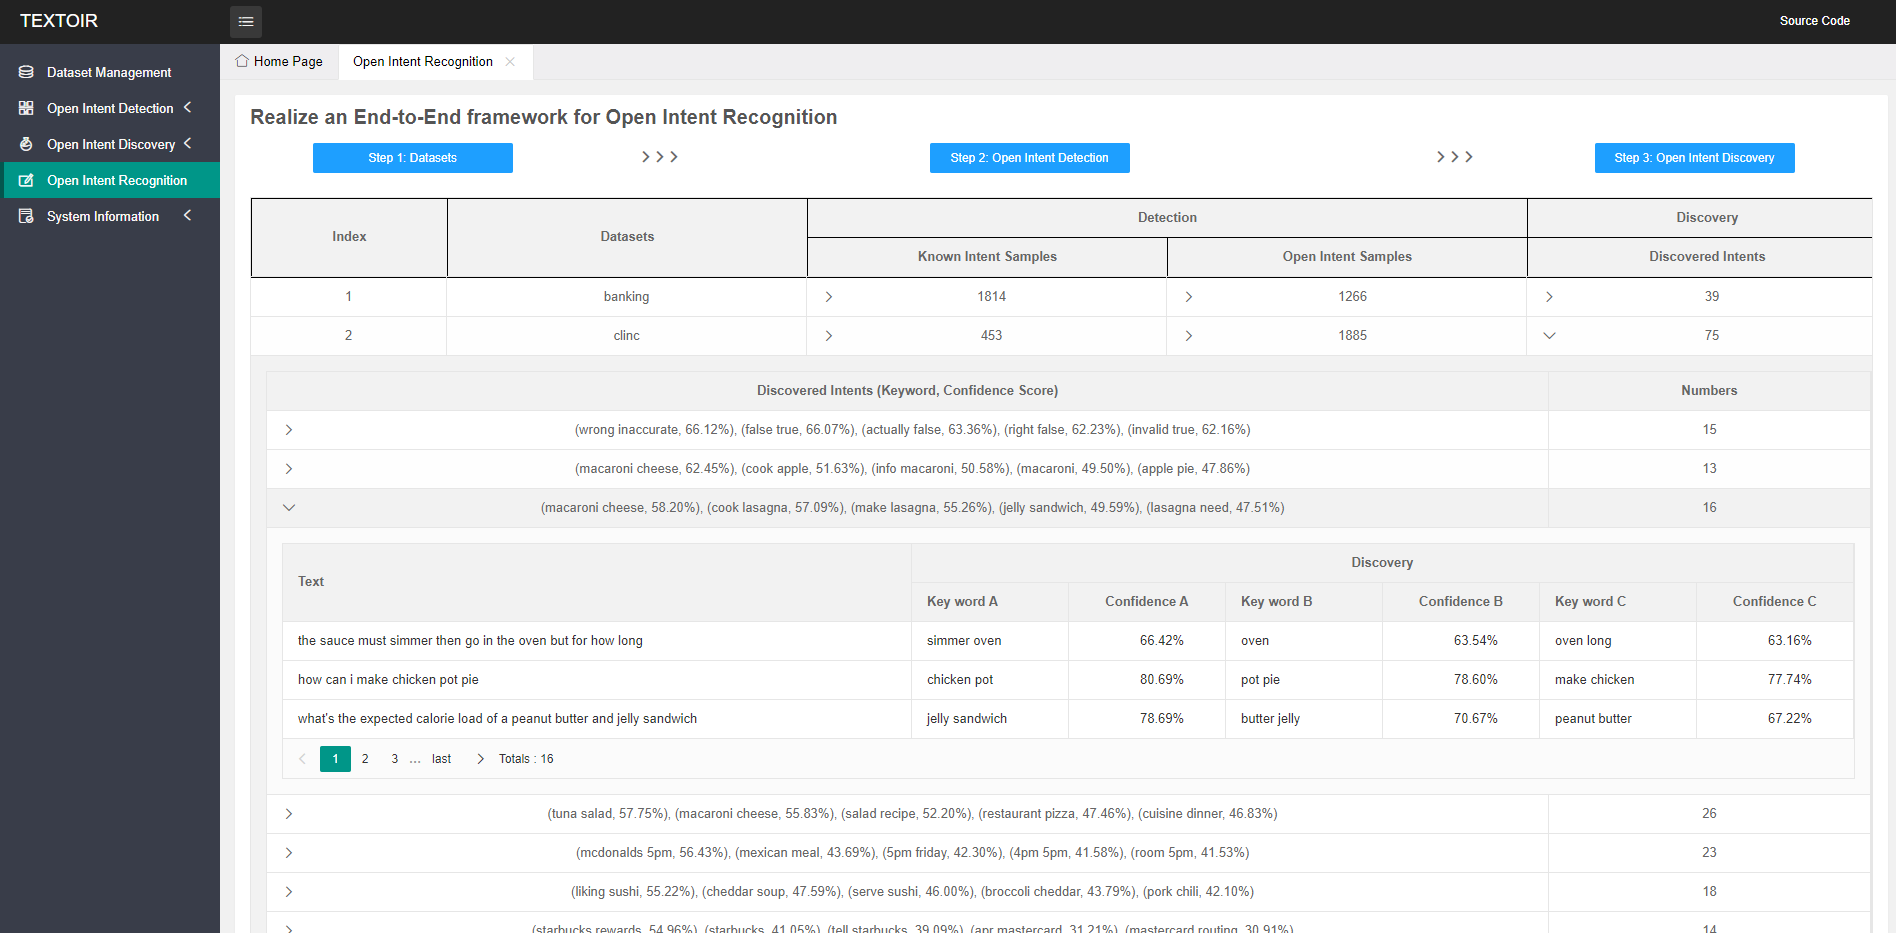 TEXTOIR
Source Code
Dataset Management
Open Intent Detection
Open Intent Discovery
Open Intent Recognition
System Information
Home Page
Open Intent Recognition
Realize an End-to-End framework for Open Intent Recognition
Step 1: Datasets
Step 2: Open Intent Detection
Step 3: Open Intent Discovery
Index Datasets Detection Discovery
Known Intent Samples Open Intent Samples Discovered Intents
1 banking 1814 1266 39
2 clinc 453 1885 75
Discovered Intents (Keyword, Confidence Score) Numbers
(wrong inaccurate, 66.12%), (false true, 66.07%), (actually false, 63.36%), (right false, 62.23%), (invalid true, 62.16%) 15
(macaroni cheese, 62.45%), (cook apple, 51.63%), (info macaroni, 50.58%), (macaroni, 49.50%), (apple pie, 47.86%) 13
(macaroni cheese, 58.20%), (cook lasagna, 57.09%), (make lasagna, 55.26%), (jelly sandwich, 49.59%), (lasagna need, 47.51%) 16
Text Discovery
Key word A Confidence A Key word B Confidence B Key word C Confidence C
the sauce must simmer then go in the oven but for how long simmer oven 66.42% oven 63.54% oven long 63.16%
how can i make chicken pot pie chicken pot 80.69% pot pie 78.60% make chicken 77.74%
what's the expected calorie load of a peanut butter and jelly sandwich jelly sandwich 78.69% butter jelly 70.67% peanut butter 67.22%
1 2 3 ... last Totals : 16
(tuna salad, 57.75%), (macaroni cheese, 55.83%), (salad recipe, 52.20%), (restaurant pizza, 47.46%), (cuisine dinner, 46.83%) 26
(mcdonalds 5pm, 56.43%), (mexican meal, 43.69%), (5pm friday, 42.30%), (4pm 5pm, 41.58%), (room 5pm, 41.53%) 23
(liking sushi, 55.22%), (cheddar soup, 47.59%), (serve sushi, 46.00%), (broccoli cheddar, 43.79%), (pork chili, 42.10%) 18
(starbucks rewards, 54.96%), (starbucks, 41.05%), (tell starbucks, 39.09%), (apr mastercard, 31.21%), (mastercard routing, 30.91%) 14